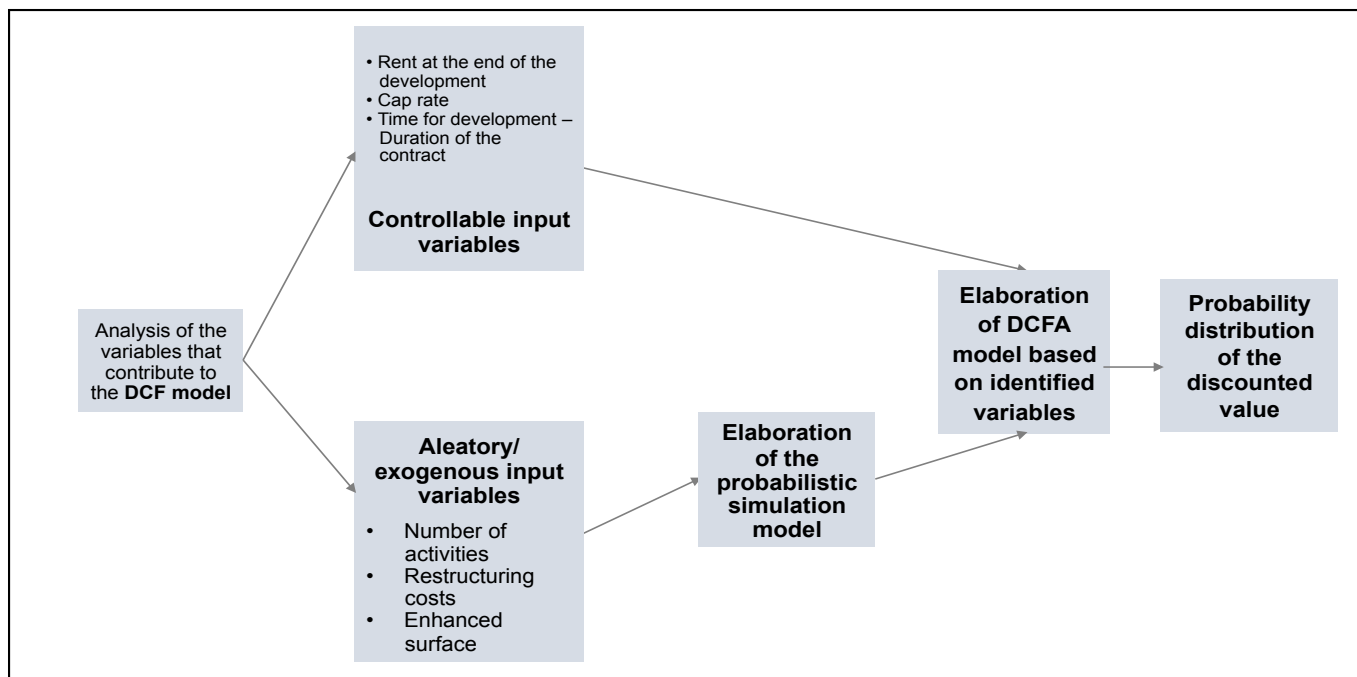 • Rent at the end of the
development
• Cap rate
• Time for development –
Duration of the
contract
Controllable input
variables
Analysis of the
variables that
contribute to
the DCF model
Aleatory/
exogenous input
variables
• Number of
activities
• Restructuring
costs
• Enhanced
surface
Elaboration
of the
probabilistic
simulation
model
Elaboration
of DCFA
model based
on identified
variables
Probability
distribution
of the
discounted
value